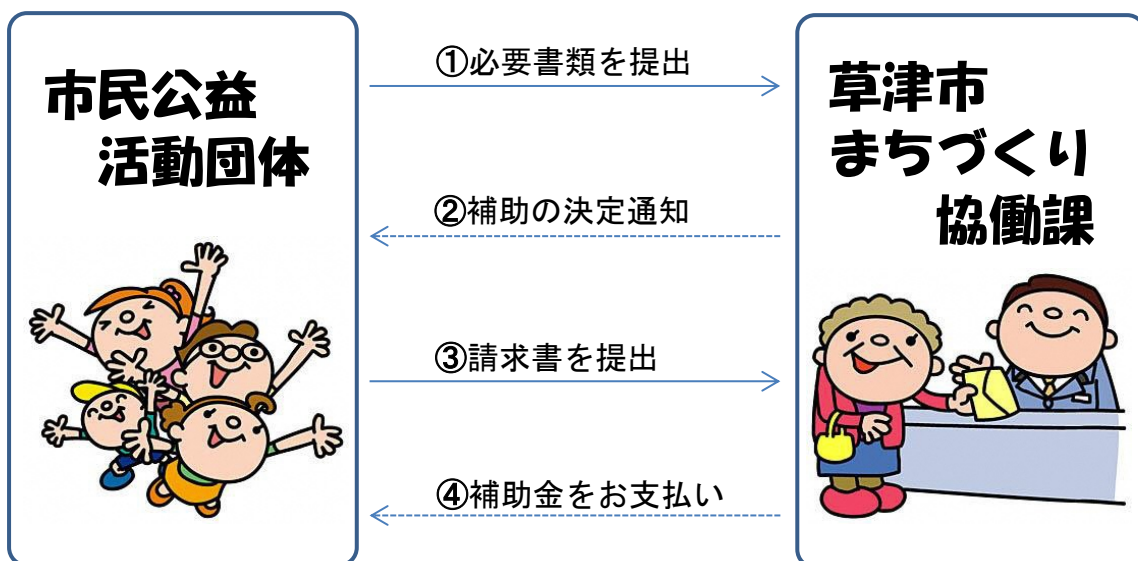 市民公益
活動団体
①必要書類を提出
②補助の決定通知
③請求書を提出
④補助金をお支払い
草津市
まちづくり
協働課